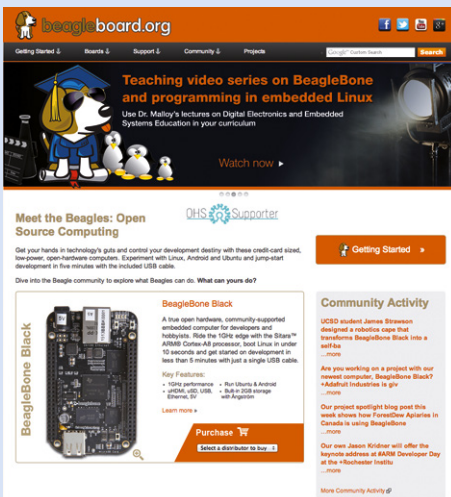 beagleboard.org
Getting Started
Boards
Support
Community
Projects
Google Custom Search
Search
Teaching video series on BeagleBone
and programming in embedded Linux
Use Dr. Malloy's lectures on Digital Electronics and Embedded
Systems Education in your curriculum
Watch now
Meet the Beagles: Open
Source Computing
OHS Supporter
Get your hands in technology's guts and control your development destiny with these credit-card sized,
low-power, open-hardware computers. Experiment with Linux, Android and Ubuntu and jump-start
development in five minutes with the included USB cable.
Dive into the Beagle community to explore what Beagles can do. What can yours do?
Getting Started »
BeagleBone Black
BeagleBone Black
A true open hardware, community-supported
embedded computer for developers and
hobbyists. Ride the 1GHz edge with the Sitara™
ARM® Cortex-A8 processor, boot Linux in under
10 seconds and get started on development in
less than 5 minutes with just a single USB cable.
Key Features:
• 1GHz performance
• uHDMI, uSD, USB,
Ethernet, 5V
• Run Ubuntu & Android
• Built-in 2GB storage
with Ångström
Learn more »
Purchase
Select a distributor to buy
Community Activity
UCSD student James Strawson
designed a robotics cape that
transforms BeagleBone Black into a
self-ba
...more
Are you working on a project with our
newest computer, BeagleBone Black?
+Adafruit Industries is giv
...more
Our project spotlight blog post this
week shows how ForestDew Apiaries in
Canada is using BeagleBone
...more
Our own Jason Kridner will offer the
keynote address at #ARM Developer Day
at the +Rochester Institu
...more
More Community Activity